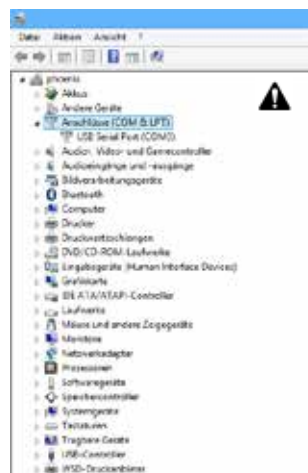 Datei Aktion Ansicht ?
phoenix
Akkus
Andere Geräte
Anschlüsse (COM & LPT)
USB Serial Port (COM3)
Audio-, Video- und Gamecontroller
Audioeingänge und -ausgänge
Bildverarbeitungsgeräte
Bluetooth
Computer
Drucker
Druckwarteschlangen
DVD/CD-ROM-Laufwerke
Eingabegeräte (Human Interface Devices)
Grafikkarte
IDE ATA/ATAPI-Controller
Laufwerke
Mäuse und andere Zeigegeräte
Monitore
Netzwerkadapter
Prozessoren
Softwaregeräte
Speichercontroller
Systemgeräte
Tastaturen
Tragbare Geräte
USB-Controller
WSD-Druckanbieter